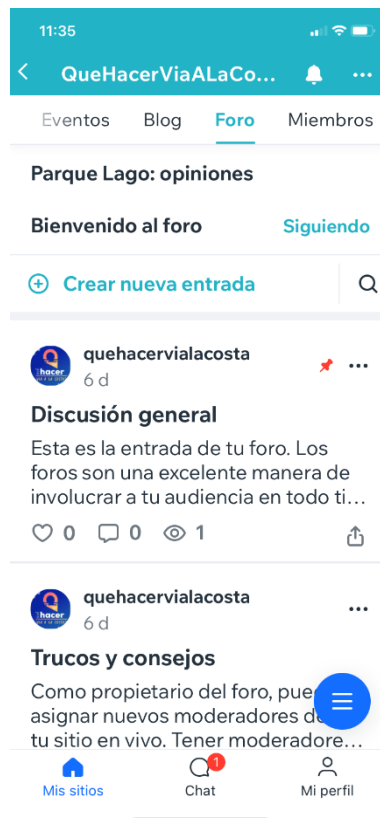 11:35
QueHacerViaALaCo...
Eventos Blog Foro Miembros
Parque Lago: opiniones
Bienvenido al foro Siguiendo
Crear nueva entrada
quehacervialacosta
6 d
Discusión general
Esta es la entrada de tu foro. Los
foros son una excelente manera de
involucrar a tu audiencia en todo ti...
0 0 1
hacer
quehacervialacosta
6 d
Trucos y consejos
Como propietario del foro,
asignar nuevos moderadores
tu sitio en vivo. Tener moderadore...
1
Mis sitios Chat Mi perfil